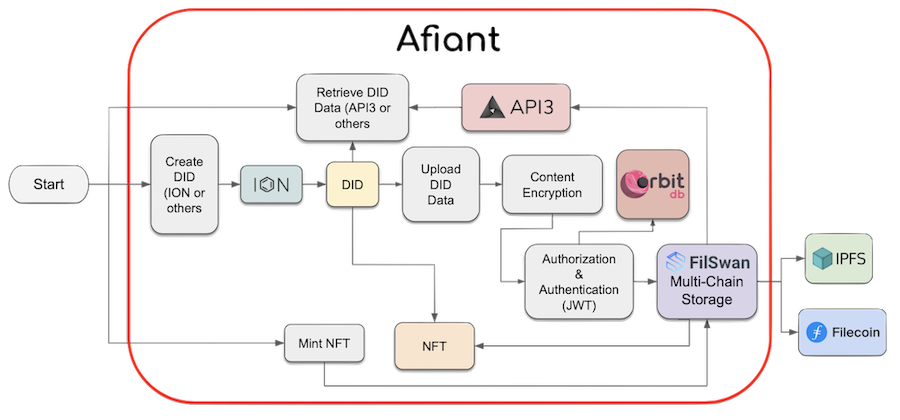 Afiant
Retrieve DID
Data (API3 or
others
API3
Start
Create
DID
(ION or
others
ION
DID
Upload
DID
Data
Content
Encryption
Orbit
db
Authorization
&
Authentication
(JWT)
FilSwan
Multi-Chain
Storage
IPFS
Filecoin
Mint NFT
NFT